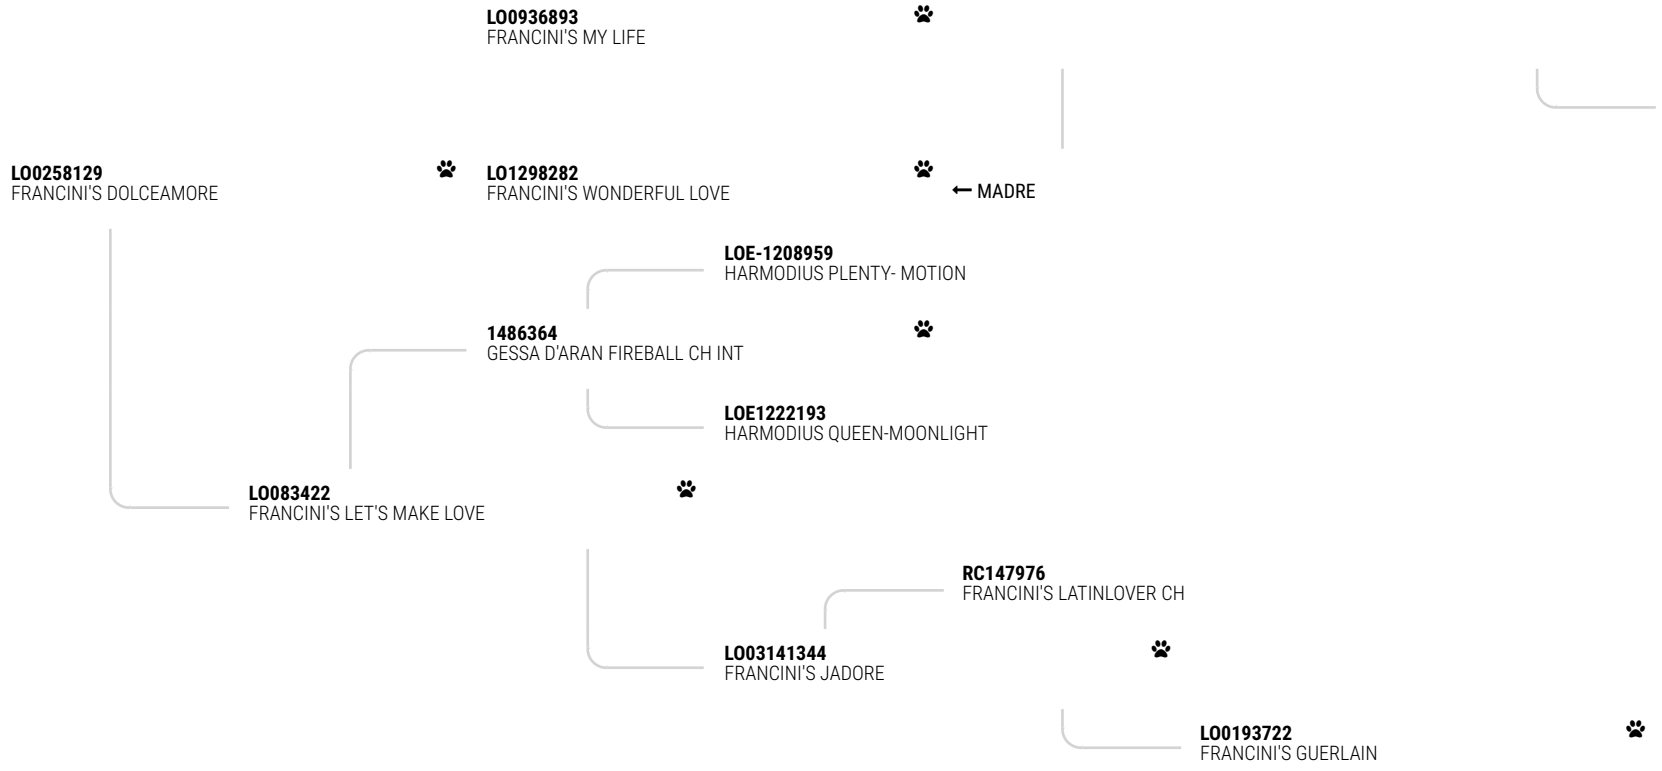 LO0936893
FRANCINI'S MY LIFE
LO0258129
FRANCINI'S DOLCEAMORE
LO1298282
FRANCINI'S WONDERFUL LOVE
MADRE
LOE-1208959
HARMODIUS PLENTY- MOTION
1486364
GESSA D'ARAN FIREBALL CH INT
LOE1222193
HARMODIUS QUEEN-MOONLIGHT
LO083422
FRANCINI'S LET'S MAKE LOVE
RC147976
FRANCINI'S LATINLOVER CH
LO03141344
FRANCINI'S JADORE
LO0193722
FRANCINI'S GUERLAIN